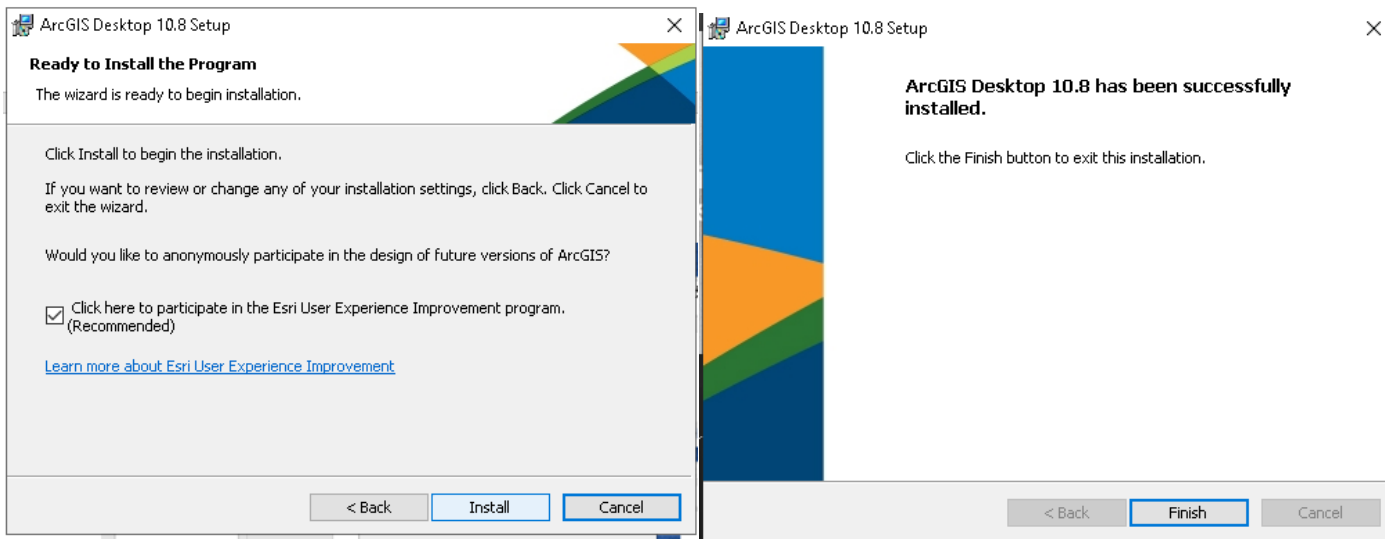 ArcGIS Desktop 10.8 Setup
Ready to Install the Program
The wizard is ready to begin installation.
Click Install to begin the installation.
If you want to review or change any of your installation settings, click Back. Click Cancel to
exit the wizard.
Would you like to anonymously participate in the design of future versions of ArcGIS?
Click here to participate in the Esri User Experience Improvement program.
(Recommended)
Learn more about Esri User Experience Improvement
< Back
Install
Cancel
ArcGIS Desktop 10.8 Setup
ArcGIS Desktop 10.8 has been successfully
installed.
Click the Finish button to exit this installation.
< Back
Finish
Cancel